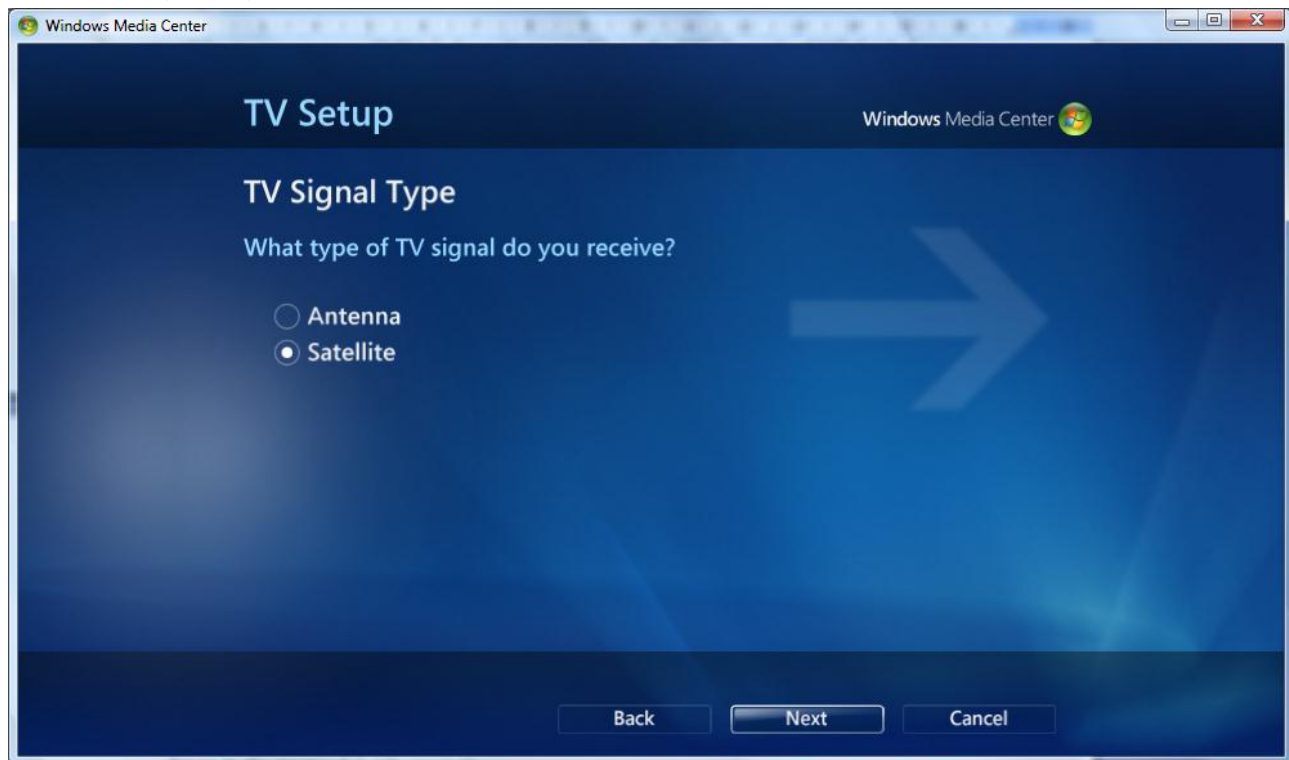 Windows Media Center
TV Setup
Windows Media Center
TV Signal Type
What type of TV signal do you receive?
Antenna
Satellite
Back Next Cancel